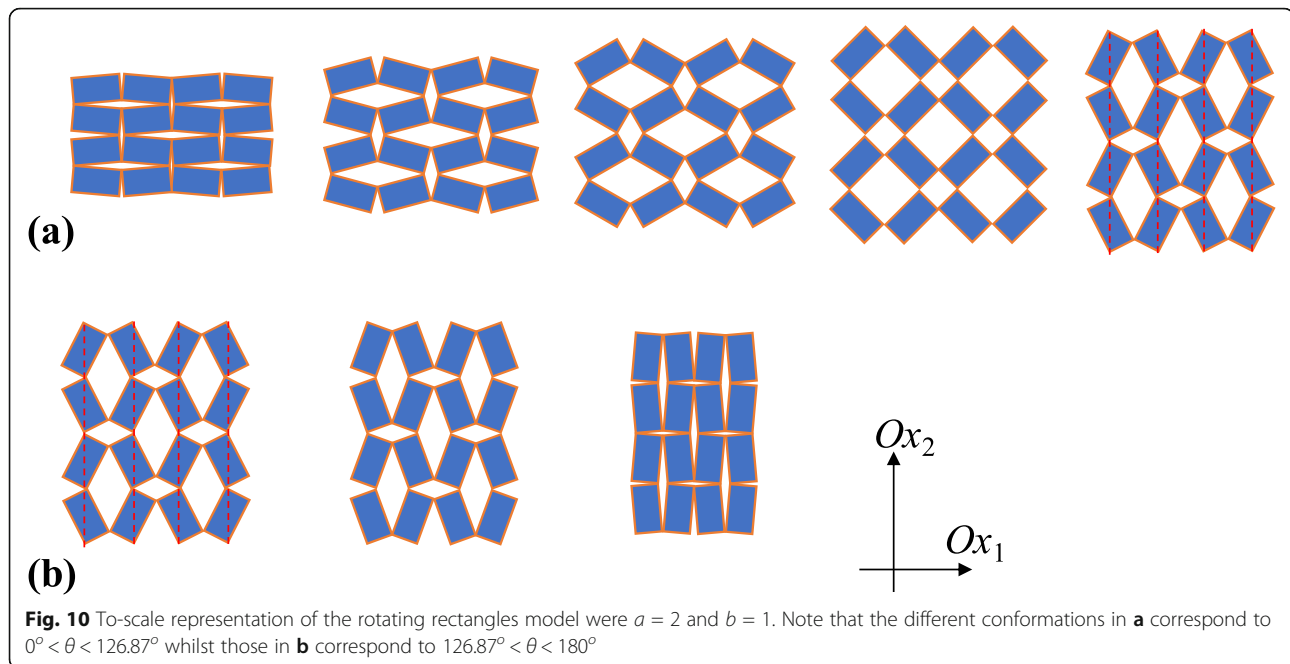 (a)
(b)
Ox₂
Ox₁
Fig. 10 To-scale representation of the rotating rectangles model were a = 2 and b = 1. Note that the different conformations in a correspond to
0° < θ < 126.87° whilst those in b correspond to 126.87° < θ < 180°